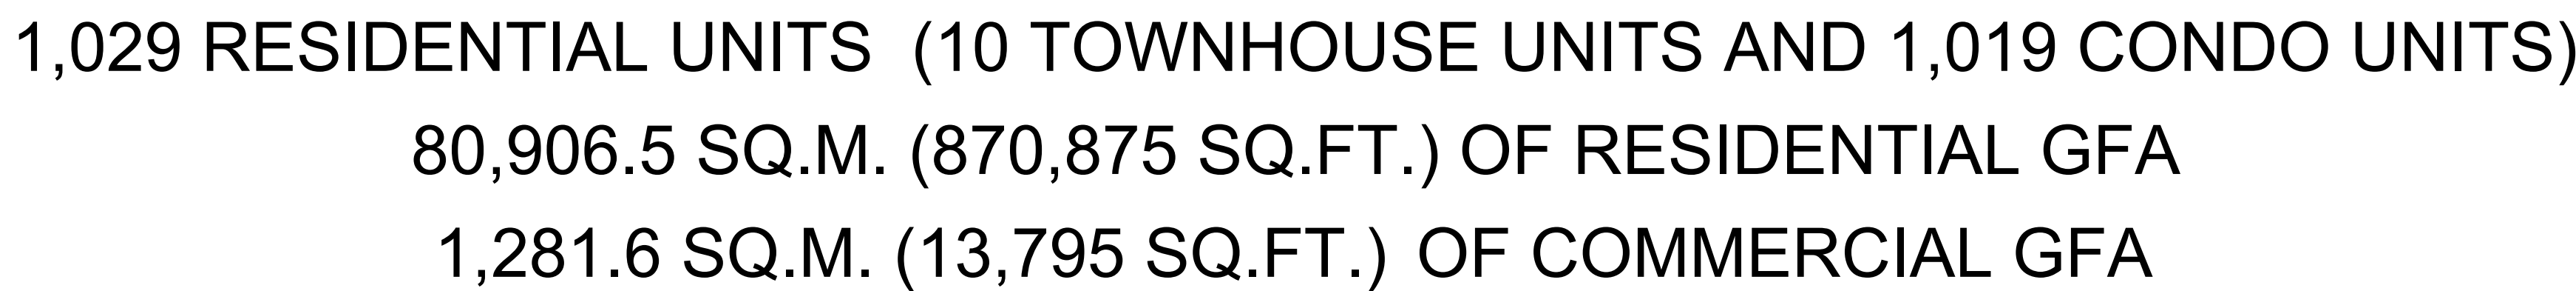 1,029 RESIDENTIAL UNITS (10 TOWNHOUSE UNITS AND 1,019 CONDO UNITS)
80,906.5 SQ.M. (870,875 SQ.FT.) OF RESIDENTIAL GFA
1,281.6 SQ.M. (13,795 SQ.FT.) OF COMMERCIAL GFA